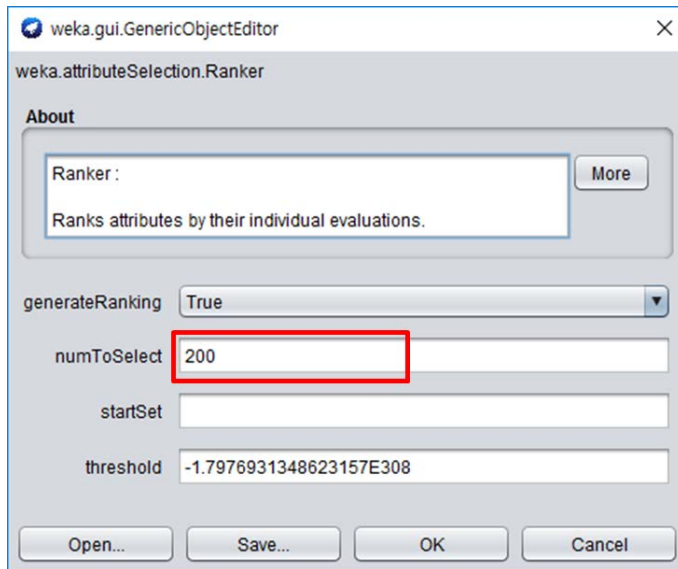 weka.gui.GenericObjectEditor
weka.attributeSelection.Ranker
About
Ranker :
More
Ranks attributes by their individual evaluations.
generateRanking True
numToSelect 200
startSet
threshold -1.7976931348623157E308
Open... Save... OK Cancel